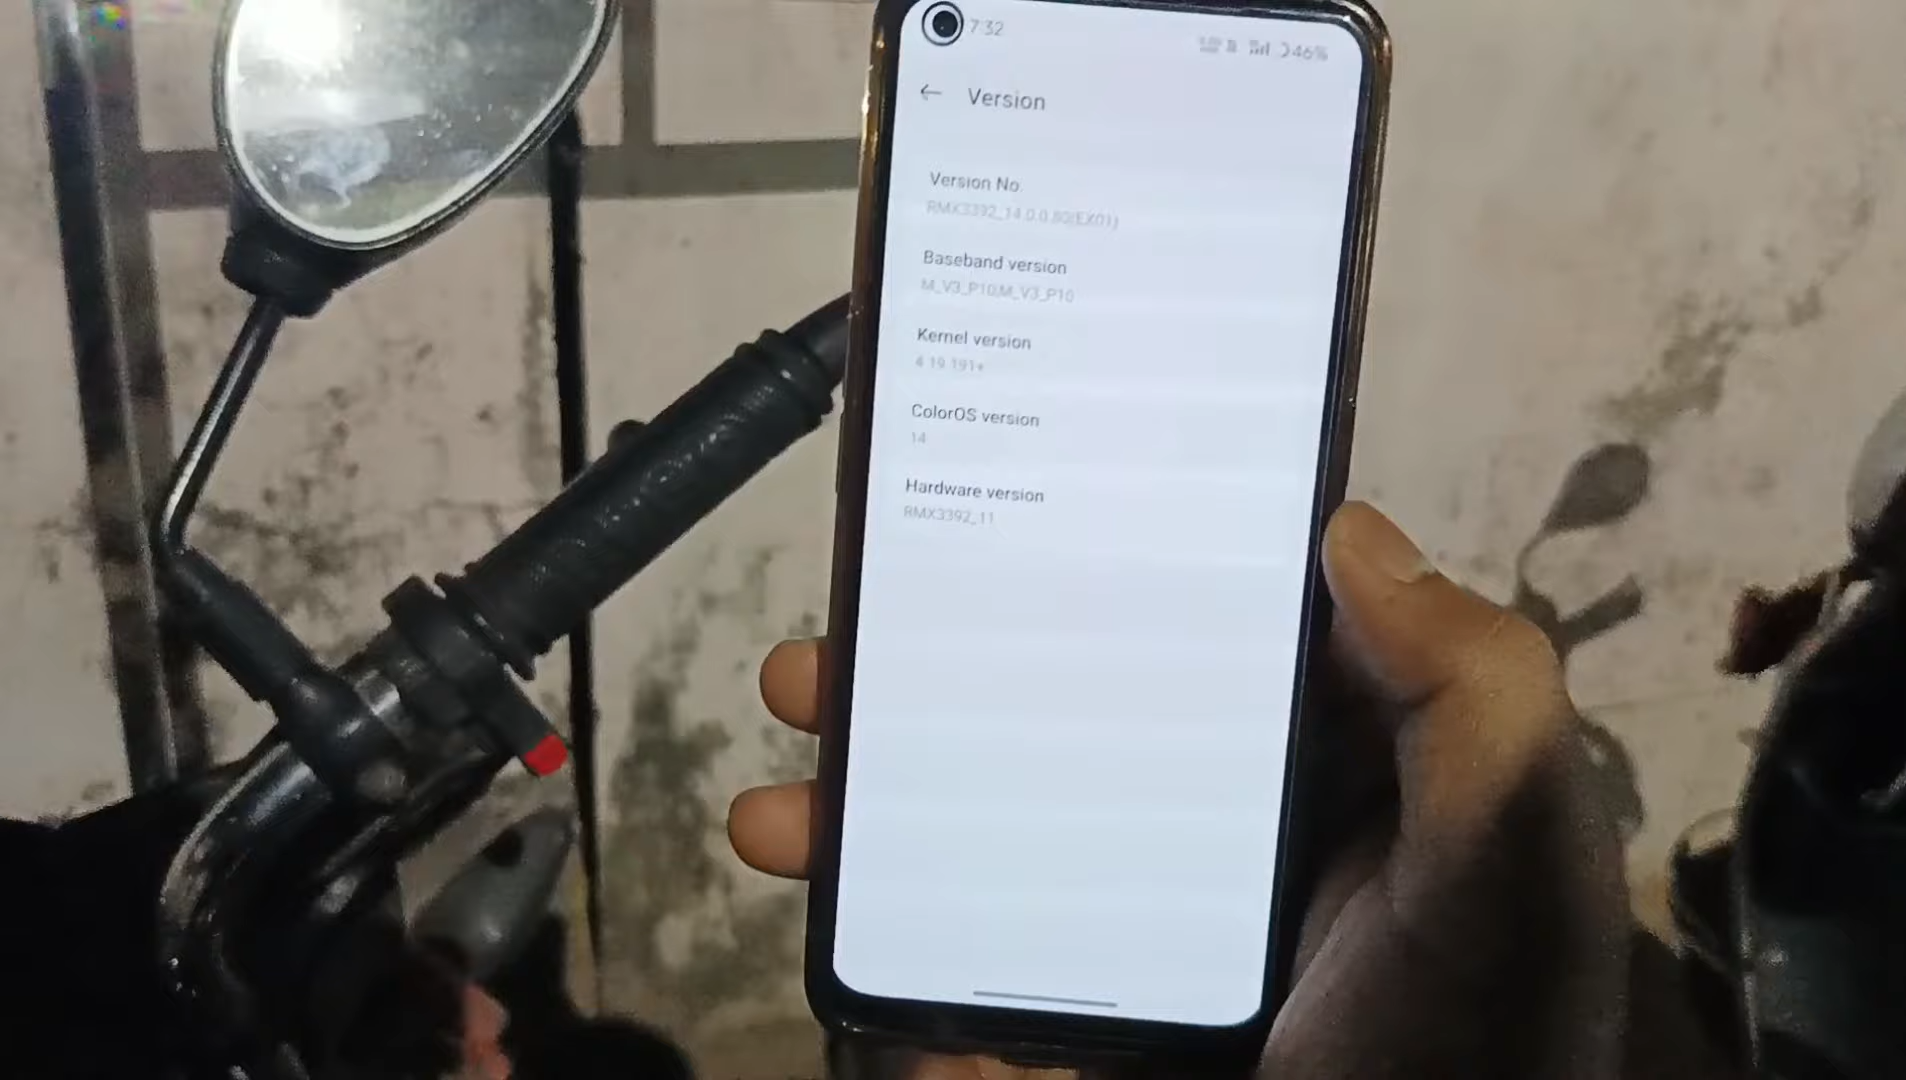 7:32
46%
Version
Version No.
RMX3392_14.0.0.80(EX01)
Baseband version
M_V3_P10,M_V3_P10
Kernel version
4.19.191+
ColorOS version
14
Hardware version
RMX3392_11